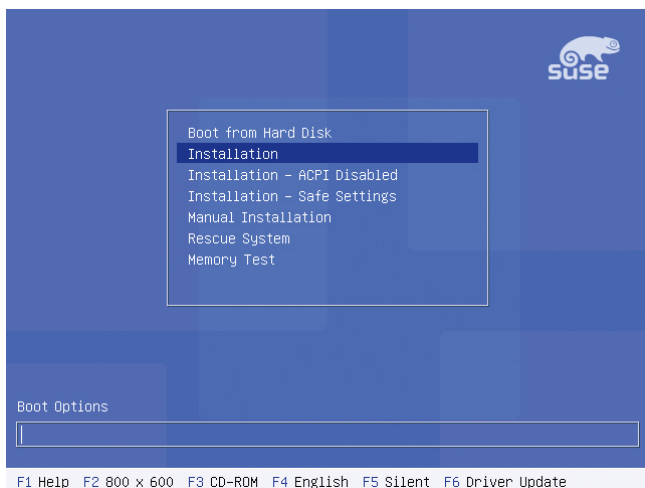 suse
Boot from Hard Disk
Installation
Installation - ACPI Disabled
Installation - Safe Settings
Manual Installation
Rescue System
Memory Test
Boot Options
F1 Help F2 800 x 600 F3 CD-ROM F4 English F5 Silent F6 Driver Update